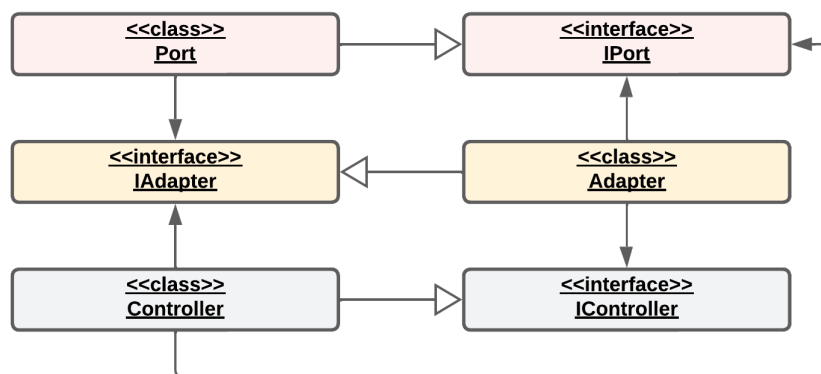 <<class>>
Port
<<interface>>
IPort
<<interface>>
IAdapter
<<class>>
Adapter
<<class>>
Controller
<<interface>>
IController